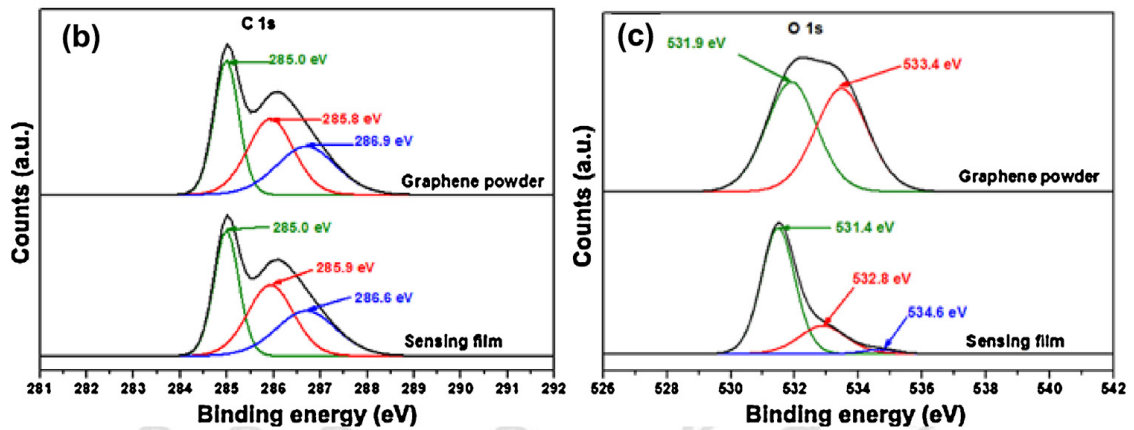 (b)
C 1s
285.0 eV
285.8 eV
286.9 eV
Graphene powder
285.0 eV
285.9 eV
286.6 eV
Sensing film
Counts (a.u.)
281 282 283 284 285 286 287 288 289 290 291 292
Binding energy (eV)
(c)
O 1s
531.9 eV
533.4 eV
Graphene powder
531.4 eV
532.8 eV
534.6 eV
Sensing film
Counts (a.u.)
526 528 530 532 534 536 538 540 542
Binding energy (eV)